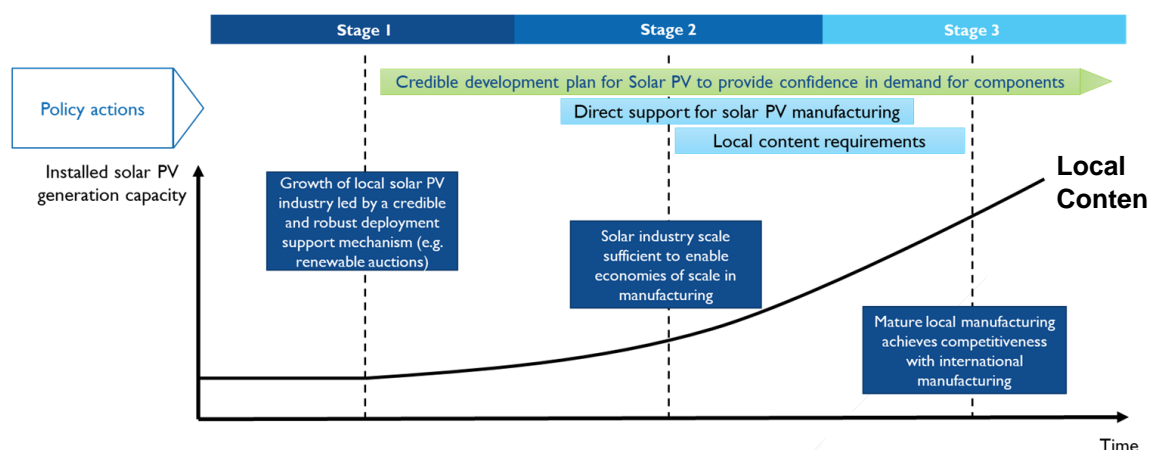 Stage 1
Stage 2
Stage 3
Policy actions
Credible development plan for Solar PV to provide confidence in demand for components
Direct support for solar PV manufacturing
Local content requirements
Installed solar PV
generation capacity
Growth of local solar PV
industry led by a credible
and robust deployment
support mechanism (e.g.
renewable auctions)
Solar industry scale
sufficient to enable
economies of scale in
manufacturing
Mature local manufacturing
achieves competitiveness
with international
manufacturing
Local
Conten
Time